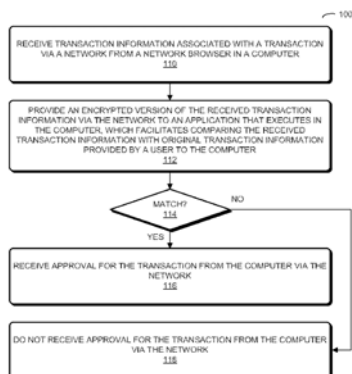 100
RECEIVE TRANSACTION INFORMATION ASSOCIATED WITH A TRANSACTION
VIA A NETWORK FROM A NETWORK BROWSER IN A COMPUTER
110
PROVIDE AN ENCRYPTED VERSION OF THE RECEIVED TRANSACTION
INFORMATION VIA THE NETWORK TO AN APPLICATION THAT EXECUTES IN
THE COMPUTER, WHICH FACILITATES COMPARING THE RECEIVED
TRANSACTION INFORMATION WITH ORIGINAL TRANSACTION INFORMATION
PROVIDED BY A USER TO THE COMPUTER
112
MATCH?
114
NO
YES
RECEIVE APPROVAL FOR THE TRANSACTION FROM THE COMPUTER VIA THE
NETWORK
116
DO NOT RECEIVE APPROVAL FOR THE TRANSACTION FROM THE COMPUTER
VIA THE NETWORK
118